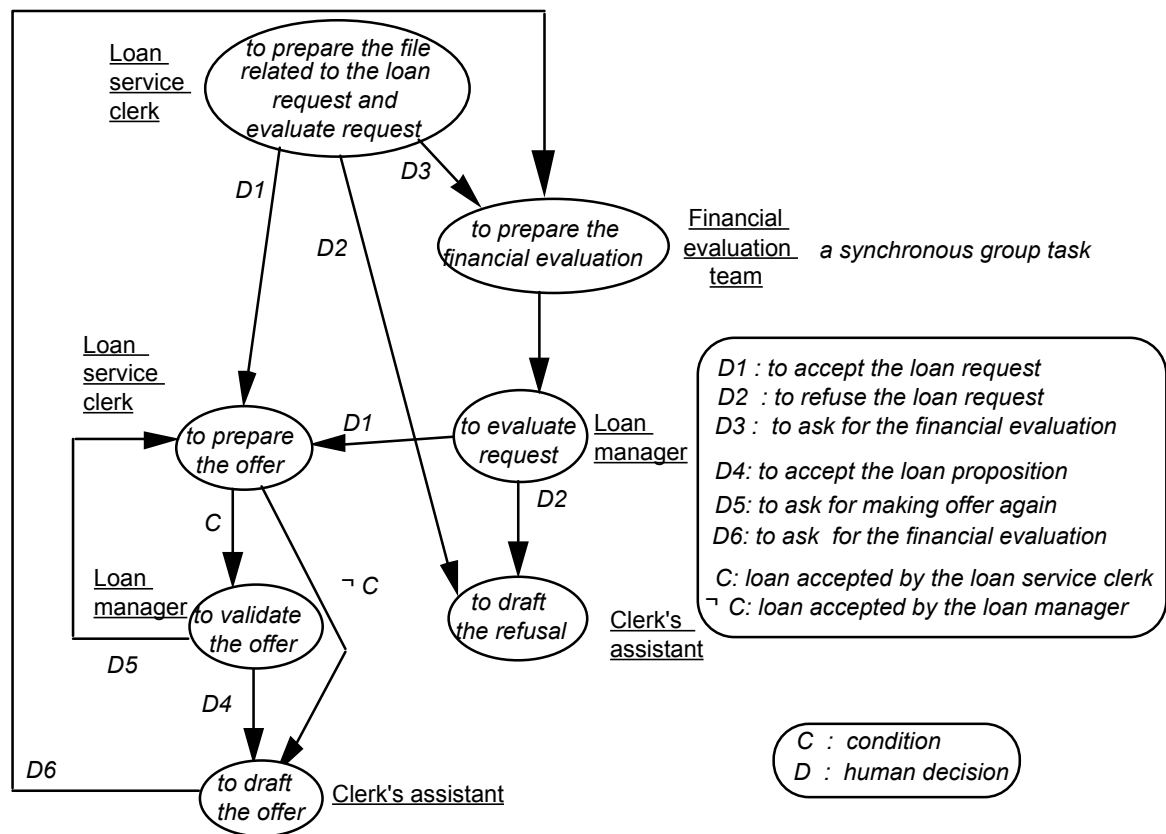 Loan
service
clerk
to prepare the file
related to the loan
request and
evaluate request
D1
D2
D3
to prepare the
financial evaluation
Financial
evaluation
team
a synchronous group task
Loan
service
clerk
to prepare
the offer
D1
to evaluate
request
Loan
manager
D1 : to accept the loan request
D2 : to refuse the loan request
D3 : to ask for the financial evaluation
D4: to accept the loan proposition
D5: to ask for making offer again
D6: to ask for the financial evaluation
C: loan accepted by the loan service clerk
¬ C: loan accepted by the loan manager
C
¬ C
D2
Loan
manager
to validate
the offer
to draft
the refusal
Clerk's
assistant
D5
D4
D6
to draft
the offer
Clerk's assistant
C : condition
D : human decision